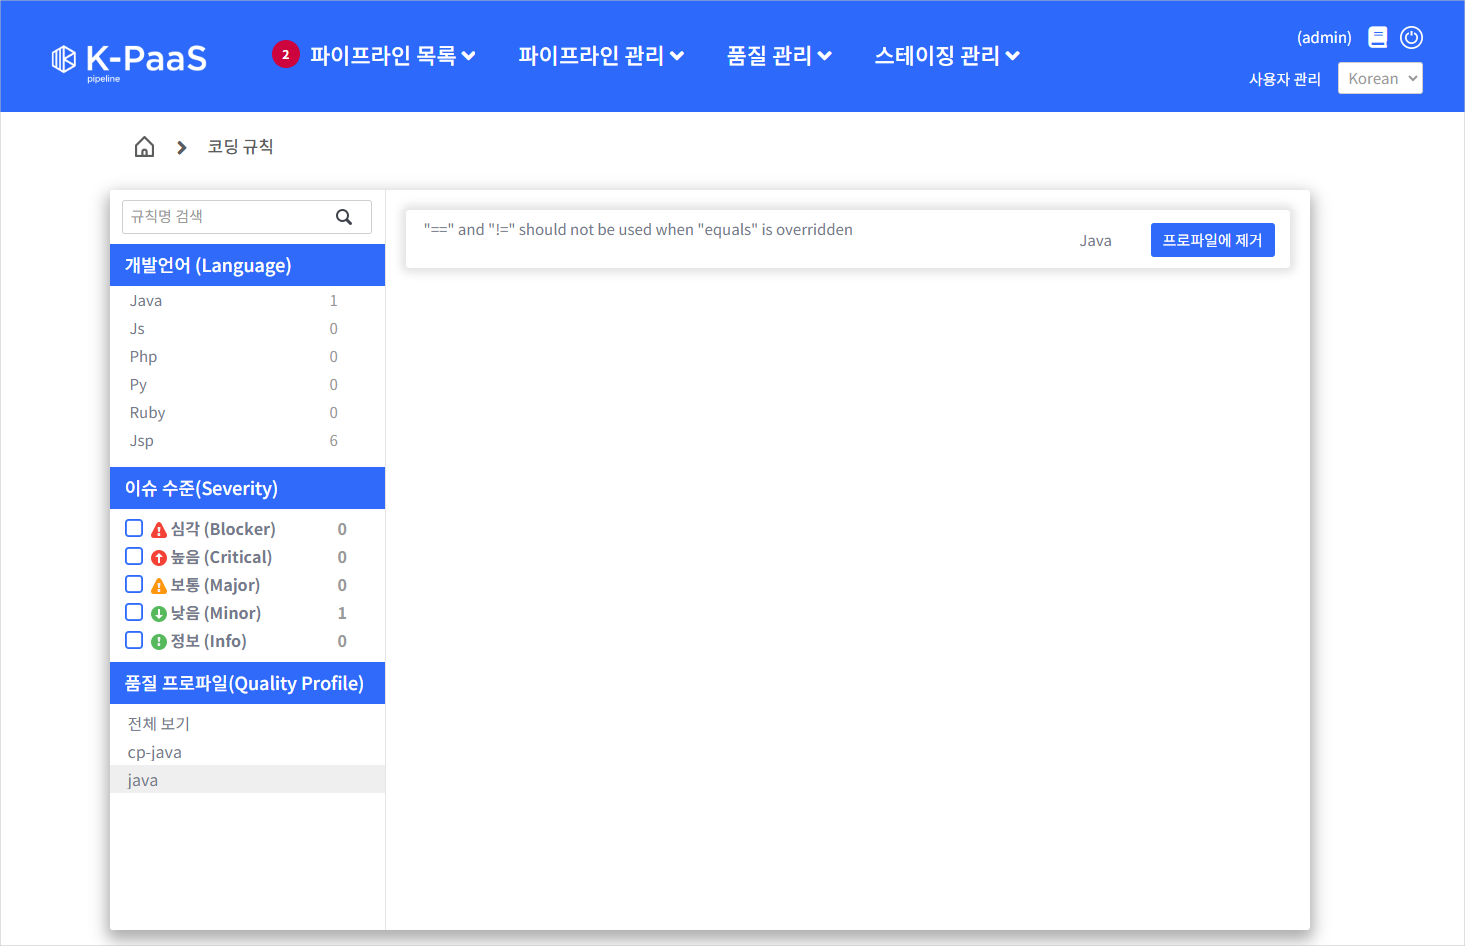 K-PaaS
pipeline
2 파이프라인 목록 파이프라인 관리 품질 관리 스테이징 관리
(admin)
사용자 관리 Korean
코딩 규칙
규칙명 검색
개발언어 (Language)
Java 1
Js 0
Php 0
Py 0
Ruby 0
Jsp 6
이슈 수준(Severity)
심각 (Blocker) 0
높음 (Critical) 0
보통 (Major) 0
낮음 (Minor) 1
정보 (Info) 0
품질 프로파일(Quality Profile)
전체 보기
cp-java
java
"==" and "!=" should not be used when "equals" is overridden
Java 프로파일에 제거